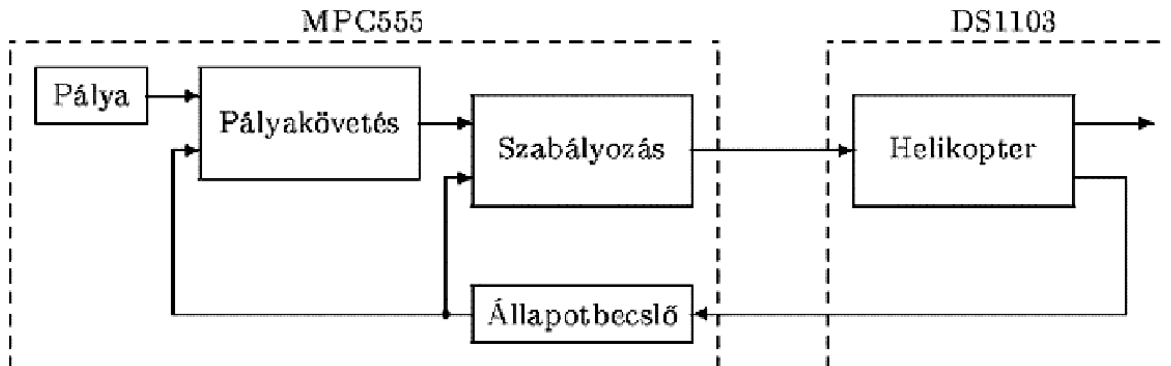 MPC555
DS1103
Pálya
Pályakövetés
Szabályozás
Helikopter
Állapotbecslő